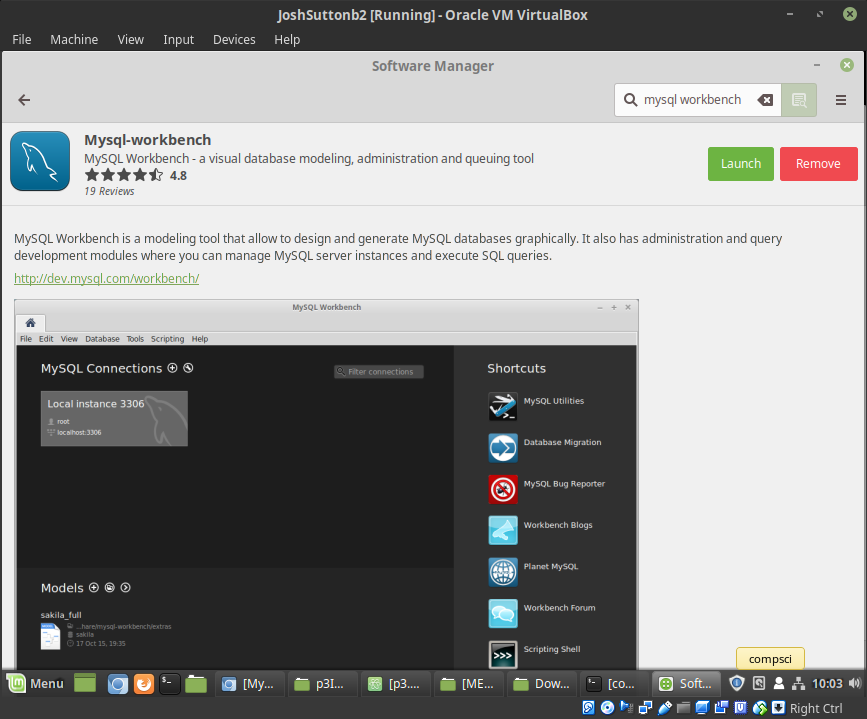 JoshSuttonb2 [Running] - Oracle VM VirtualBox
File Machine View Input Devices Help
Software Manager
mysql workbench
Mysql-workbench
MySQL Workbench - a visual database modeling, administration and queuing tool
4.8
19 Reviews
Launch
Remove
MySQL Workbench is a modeling tool that allow to design and generate MySQL databases graphically. It also has administration and query
development modules where you can manage MySQL server instances and execute SQL queries.
http://dev.mysql.com/workbench/
MySQL Workbench
File Edit View Database Tools Scripting Help
MySQL Connections
Filter connections
Local instance 3306
root
localhost:3306
Models
sakila_full
...hare/mysql-workbench/extras
sakila
17 Oct 15, 19:35
Shortcuts
MySQL Utilities
Database Migration
MySQL Bug Reporter
Workbench Blogs
Planet MySQL
Workbench Forum
Scripting Shell
compsci
Menu [My... p3I... [p3.... [ME... Dow... [co... Soft... 10:03
Right Ctrl